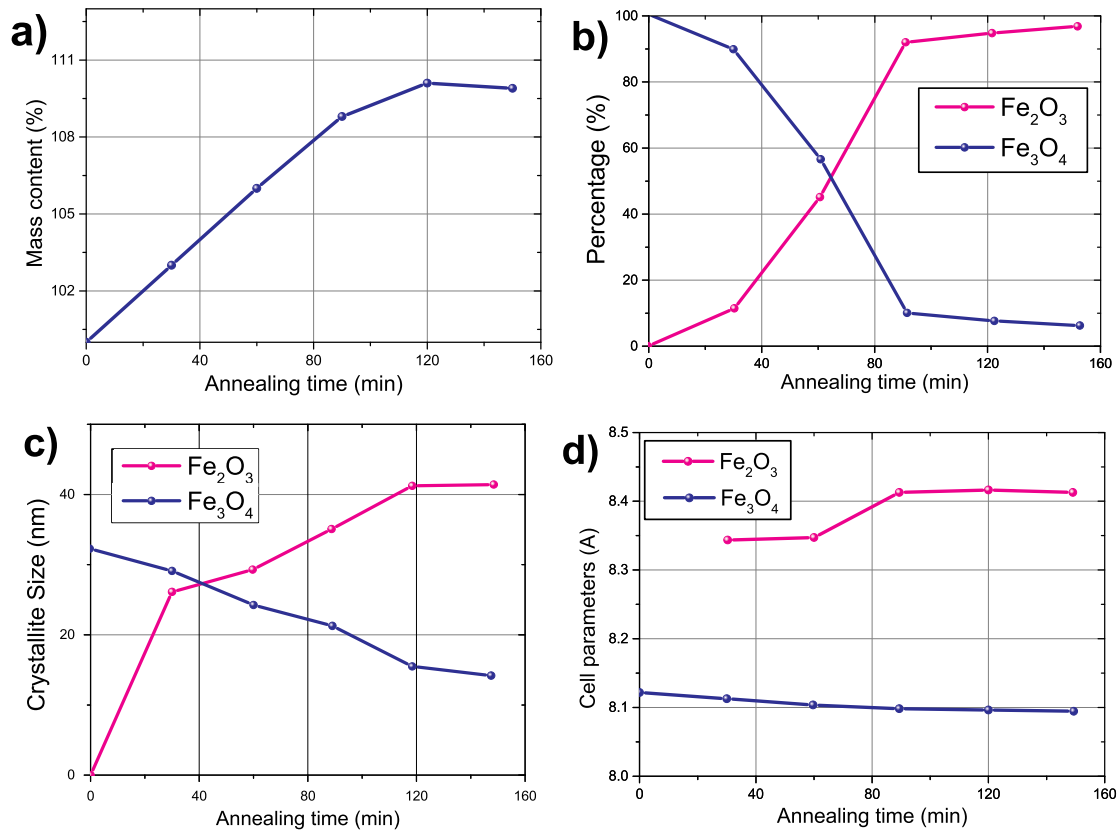 a)
111
108
105
102
Mass content (%)
0 40 80 120 160
Annealing time (min)
b)
100
80
60
40
20
0
Percentage (%)
Fe2O3
Fe3O4
0 40 80 120 160
Annealing time (min)
c)
40
20
0
Crystallite Size (nm)
Fe2O3
Fe3O4
0 40 80 120 160
Annealing time (min)
d)
8.5
8.4
8.3
8.2
8.1
8.0
Cell parameters (A)
Fe2O3
Fe3O4
0 40 80 120 160
Annealing time (min)